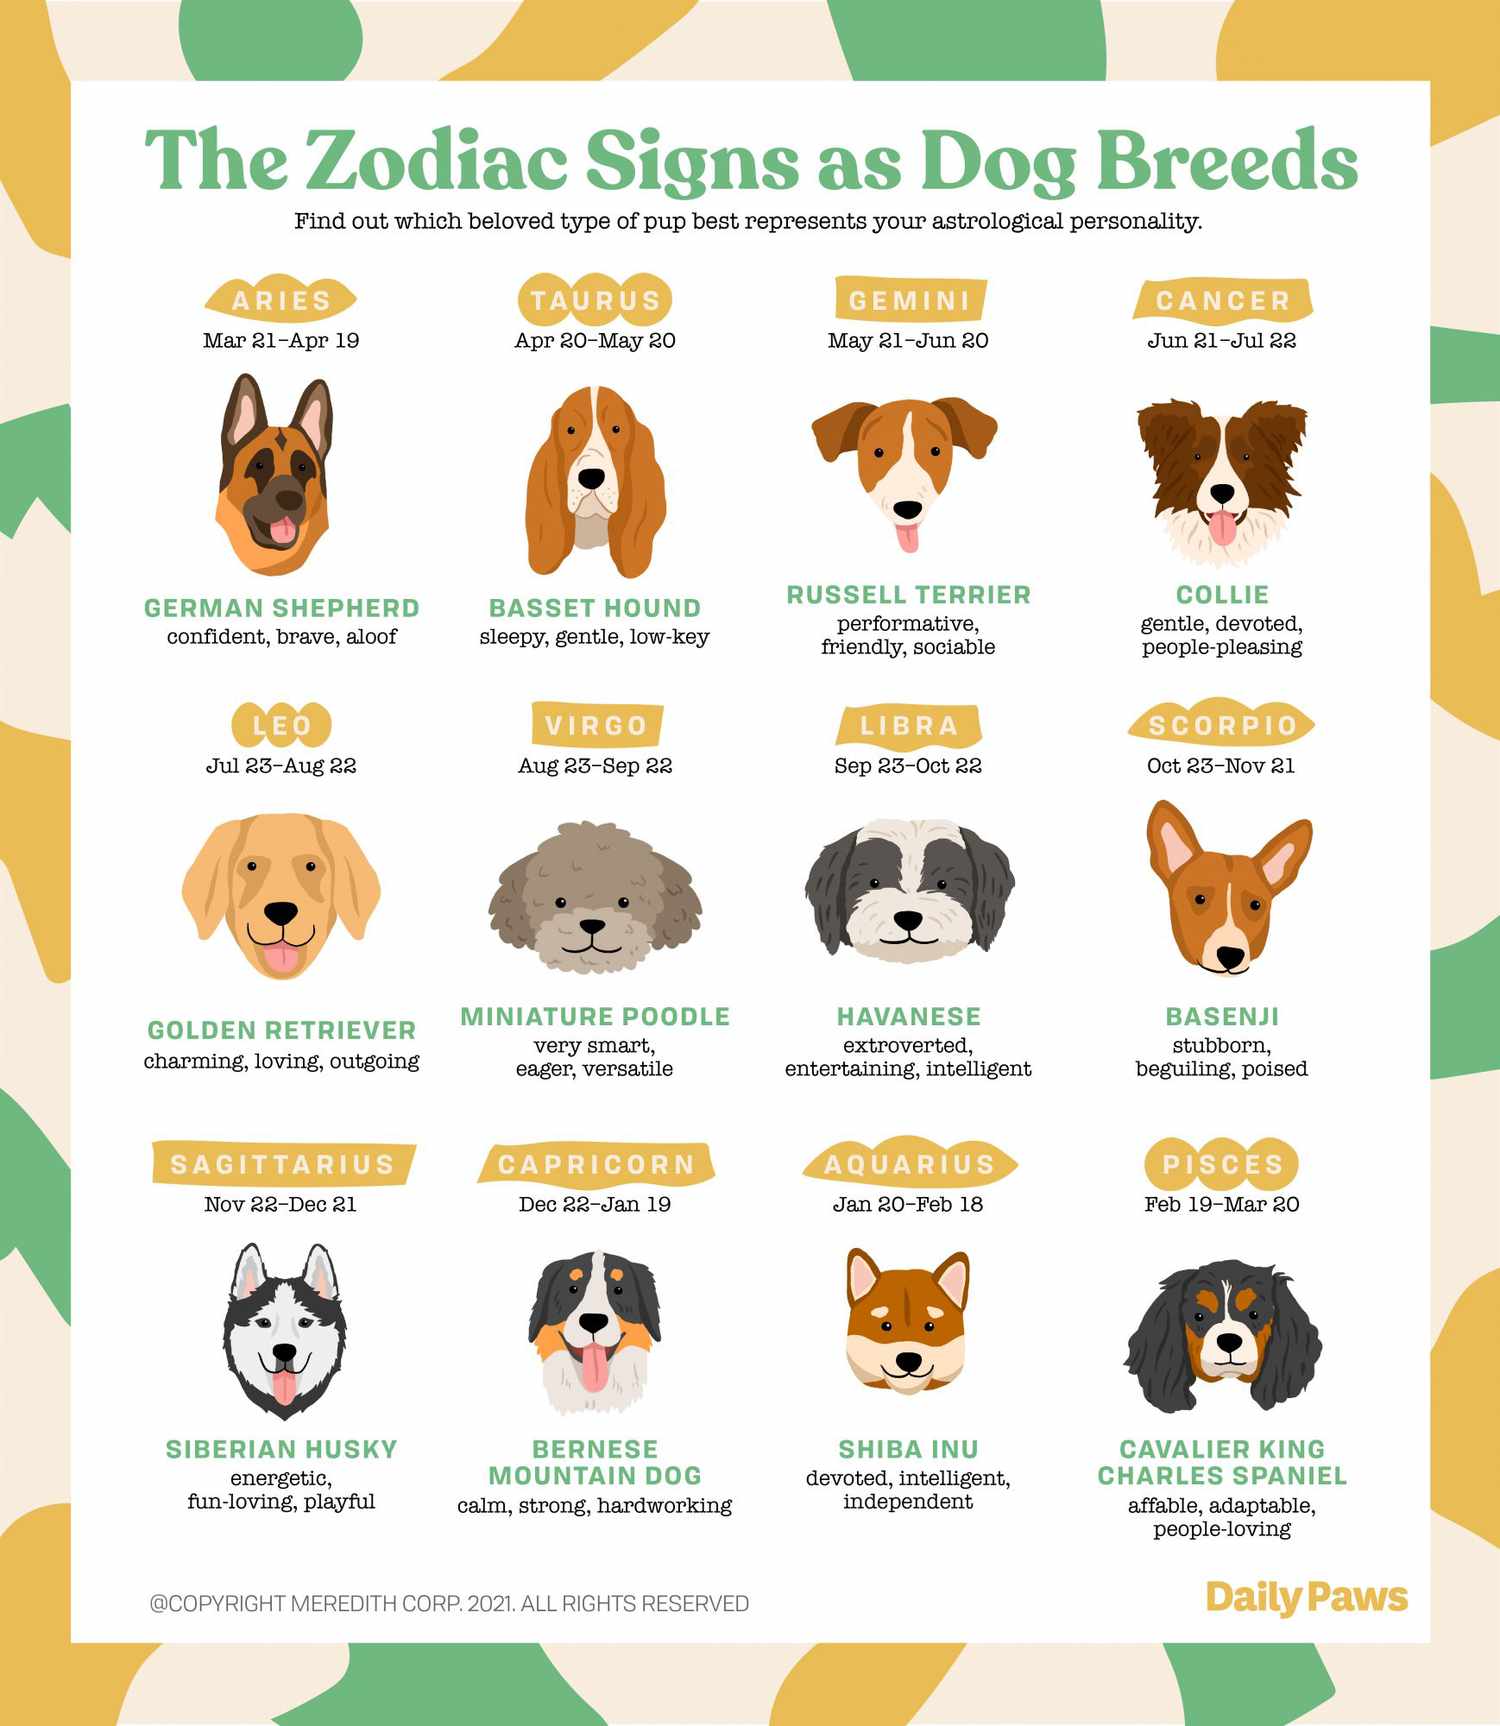 The Zodiac Signs as Dog Breeds
Find out which beloved type of pup best represents your astrological personality.
ARIES
Mar 21–Apr 19
GERMAN SHEPHERD
confident, brave, aloof
TAURUS
Apr 20–May 20
BASSET HOUND
sleepy, gentle, low-key
GEMINI
May 21–Jun 20
RUSSELL TERRIER
performative,
friendly, sociable
CANCER
Jun 21–Jul 22
COLLIE
gentle, devoted,
people-pleasing
LEO
Jul 23–Aug 22
GOLDEN RETRIEVER
charming, loving, outgoing
VIRGO
Aug 23–Sep 22
MINIATURE POODLE
very smart,
eager, versatile
LIBRA
Sep 23–Oct 22
HAVANESE
extroverted,
entertaining, intelligent
SCORPIO
Oct 23–Nov 21
BASENJI
stubborn,
beguiling, poised
SAGITTARIUS
Nov 22–Dec 21
SIBERIAN HUSKY
energetic,
fun-loving, playful
CAPRICORN
Dec 22–Jan 19
BERNESE
MOUNTAIN DOG
calm, strong, hardworking
AQUARIUS
Jan 20–Feb 18
SHIBA INU
devoted, intelligent,
independent
PISCES
Feb 19–Mar 20
CAVALIER KING
CHARLES SPANIEL
affable, adaptable,
people-loving
@COPYRIGHT MEREDITH CORP. 2021. ALL RIGHTS RESERVED
Daily Paws